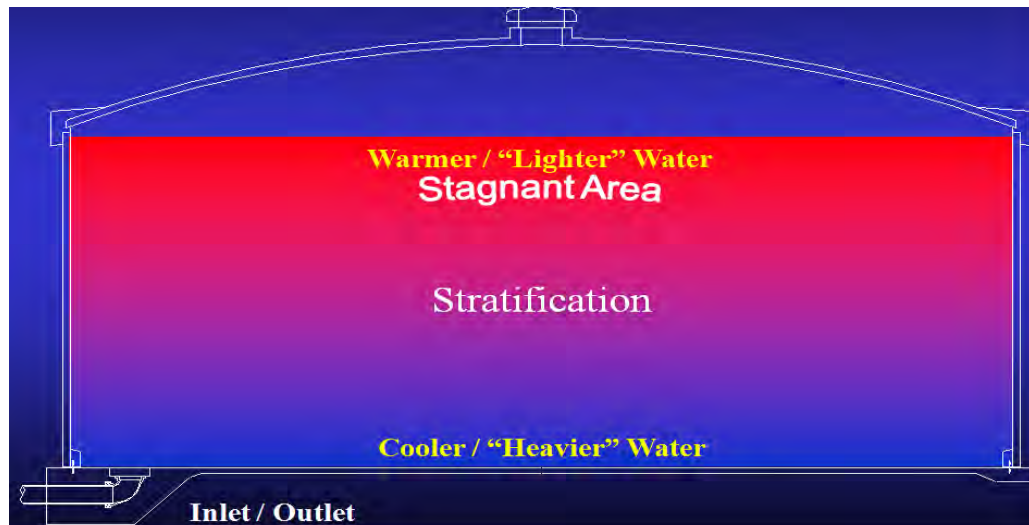 Warmer / “Lighter” Water
Stagnant Area
Stratification
Cooler / “Heavier” Water
Inlet / Outlet